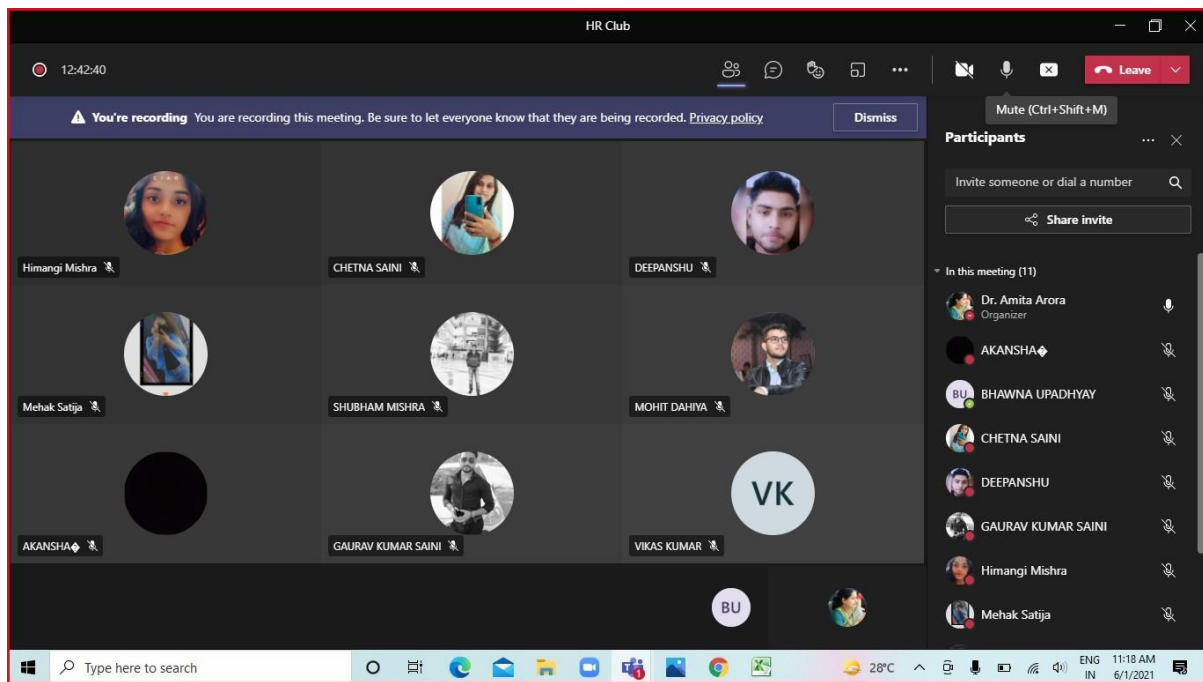 HR Club
12:42:40
Leave
You're recording You are recording this meeting. Be sure to let everyone know that they are being recorded. Privacy policy
Dismiss
Mute (Ctrl+Shift+M)
Participants
Invite someone or dial a number
Share invite
In this meeting (11)
Dr. Amita Arora
Organizer
AKANSHA�
BU
BHAWNA UPADHYAY
CHETNA SAINI
DEEPANSHU
GAURAV KUMAR SAINI
Himangi Mishra
Mehak Satija
Himangi Mishra
CHETNA SAINI
DEEPANSHU
Mehak Satija
SHUBHAM MISHRA
MOHIT DAHIYA
AKANSHA�
GAURAV KUMAR SAINI
VK
VIKAS KUMAR
BU
Type here to search
28°C
ENG
IN
11:18 AM
6/1/2021